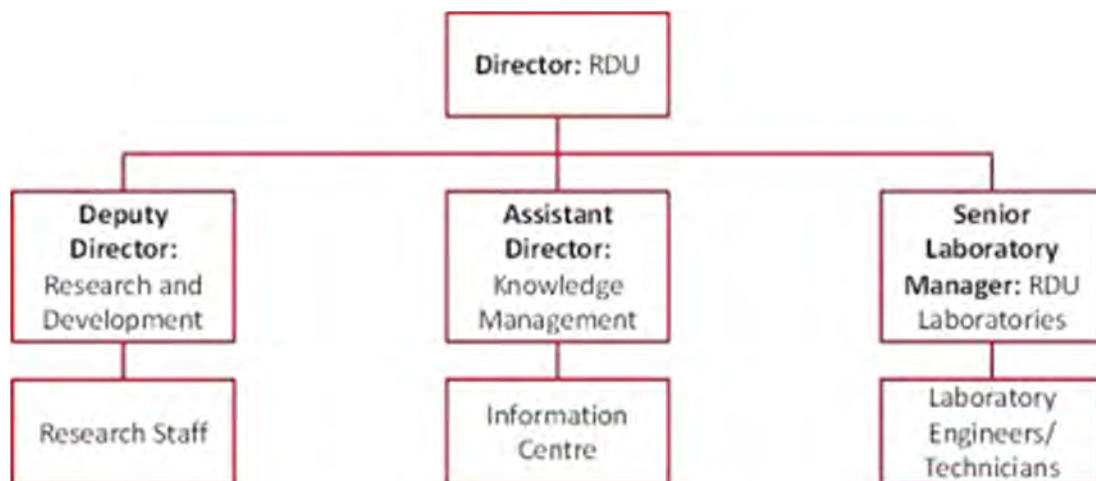 Director: RDU
Deputy
Director:
Research and
Development
Assistant
Director:
Knowledge
Management
Senior
Laboratory
Manager: RDU
Laboratories
Research Staff
Information
Centre
Laboratory
Engineers/
Technicians